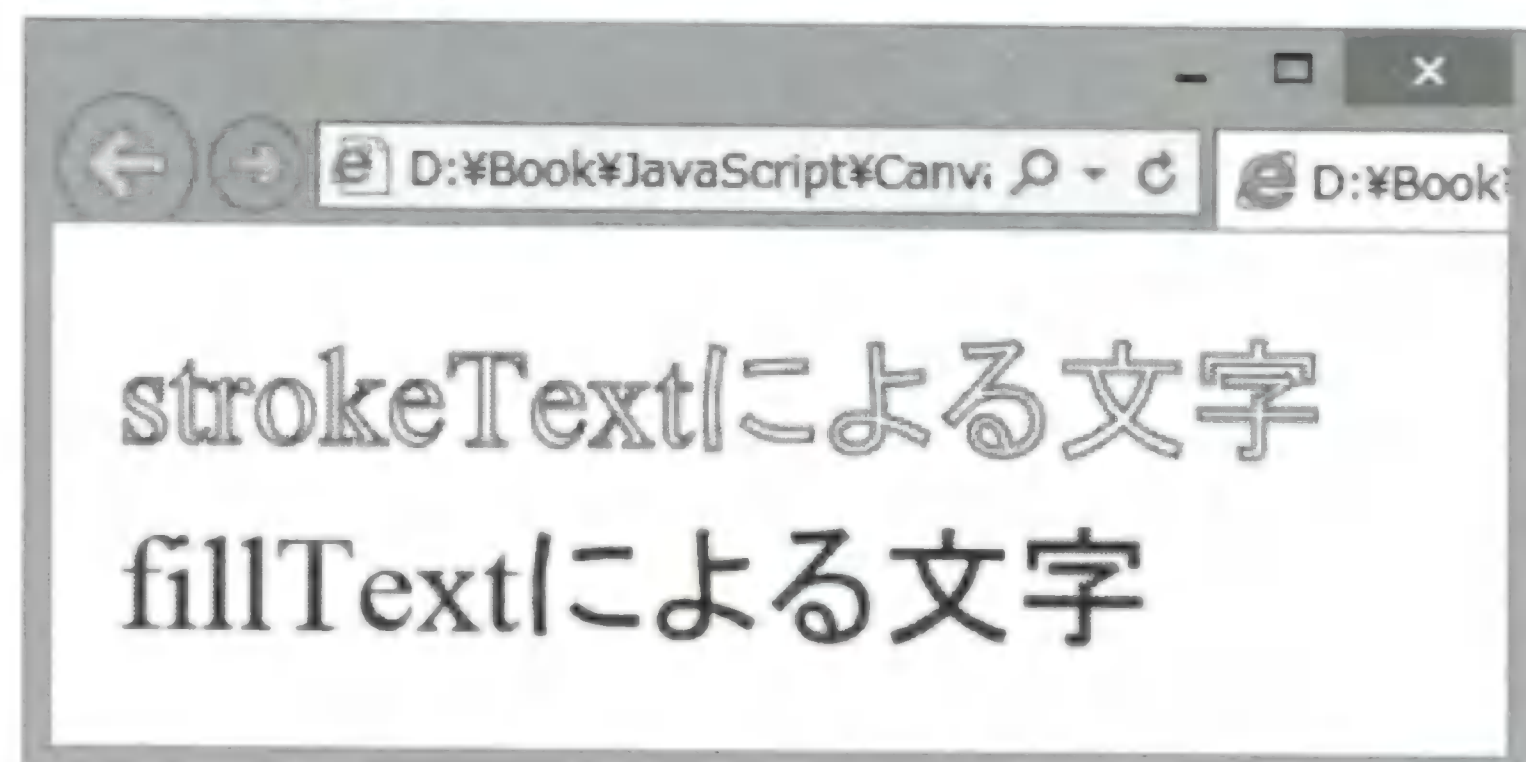 D:¥Book¥JavaScript¥Canv
D:¥Book
strokeTextによる文字
fillTextによる文字